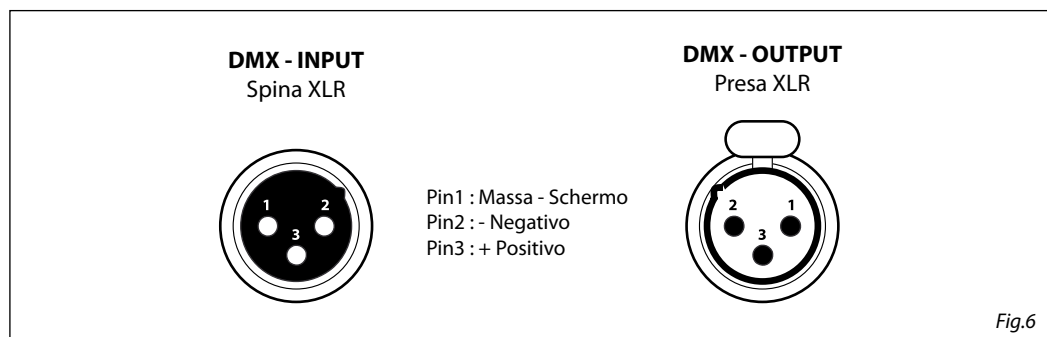 DMX - INPUT
Spina XLR
1
2
3
Pin1 : Massa - Schermo
Pin2 : - Negativo
Pin3 : + Positivo
DMX - OUTPUT
Presa XLR
2
1
3
Fig.6